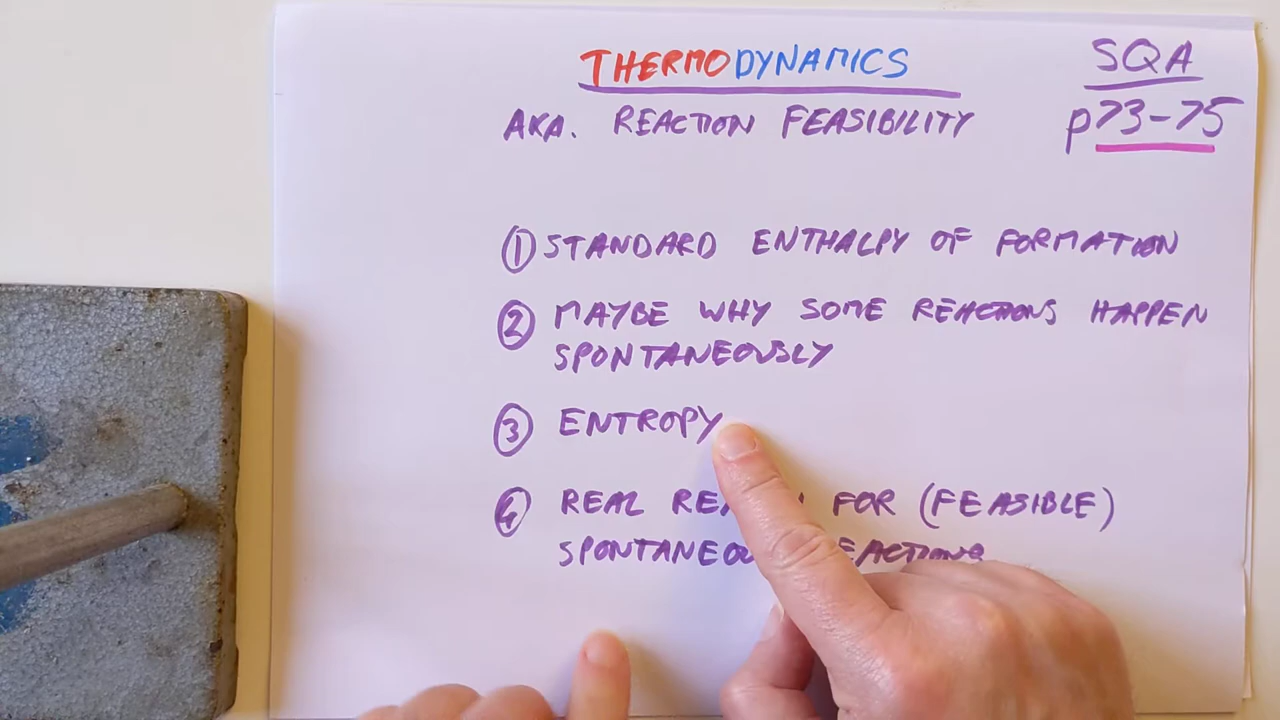 THERMODYNAMICS
AKA. REACTION FEASIBILITY
SQA
p73-75
① STANDARD ENTHALPY OF FORMATION
② MAYBE WHY SOME REACTIONS HAPPEN
SPONTANEOUSLY
③ ENTROPY
④ REAL FOR (FEASIBLE)